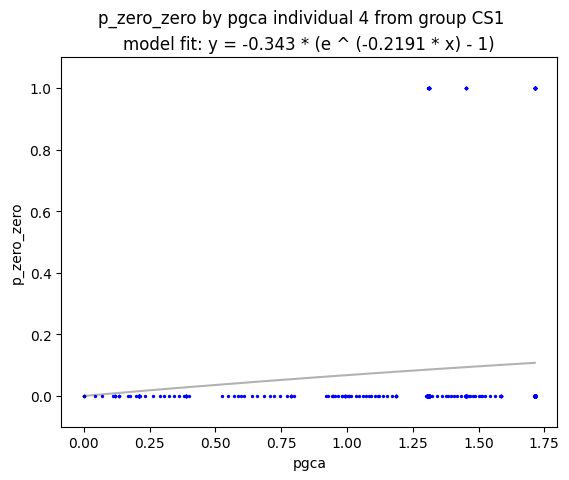 p_zero_zero by pgca individual 4 from group CS1
model fit: y = -0.343 * (e ^ (-0.2191 * x) - 1)
1.0
0.8
0.6
0.4
0.2
0.0
p_zero_zero
0.00 0.25 0.50 0.75 1.00 1.25 1.50 1.75
pgca